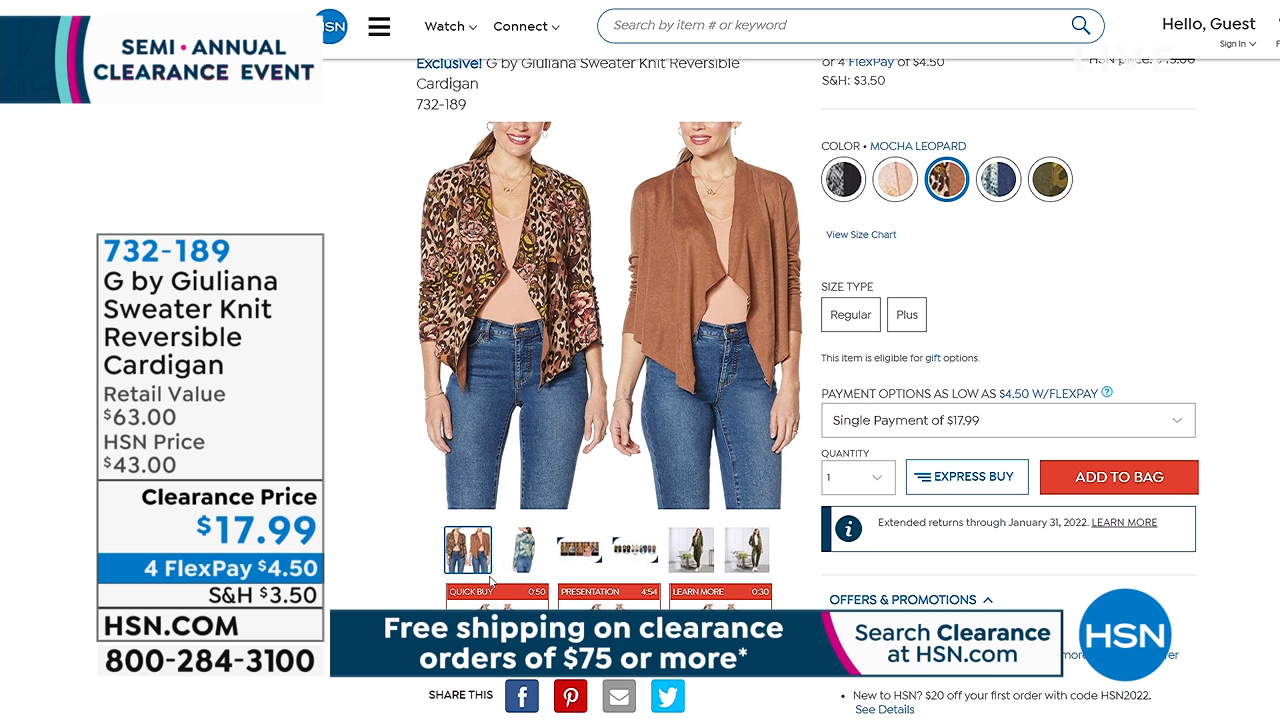 SEMI • ANNUAL
CLEARANCE EVENT
HSN
Watch
Connect
Search by item # or keyword
Hello, Guest
Sign In
LIVE
Exclusive! G by Giuliana Sweater Knit Reversible
Cardigan
732-189
or 4 FlexPay of $4.50
S&H: $3.50
HSN price: $43.00
COLOR • MOCHA LEOPARD
View Size Chart
SIZE TYPE
Regular
Plus
This item is eligible for gift options.
PAYMENT OPTIONS AS LOW AS $4.50 W/FLEXPAY ?
Single Payment of $17.99
QUANTITY
1
EXPRESS BUY
ADD TO BAG
i
Extended returns through January 31, 2022. LEARN MORE
OFFERS & PROMOTIONS
732-189
G by Giuliana
Sweater Knit
Reversible
Cardigan
Retail Value
$63.00
HSN Price
$43.00
Clearance Price
$17.99
4 FlexPay $4.50
S&H $3.50
HSN.COM
800-284-3100
QUICK BUY 0:50
PRESENTATION 4:54
LEARN MORE 0:30
Free shipping on clearance
orders of $75 or more*
Search Clearance
at HSN.com
HSN
SHARE THIS
• New to HSN? $20 off your first order with code HSN2022.
See Details